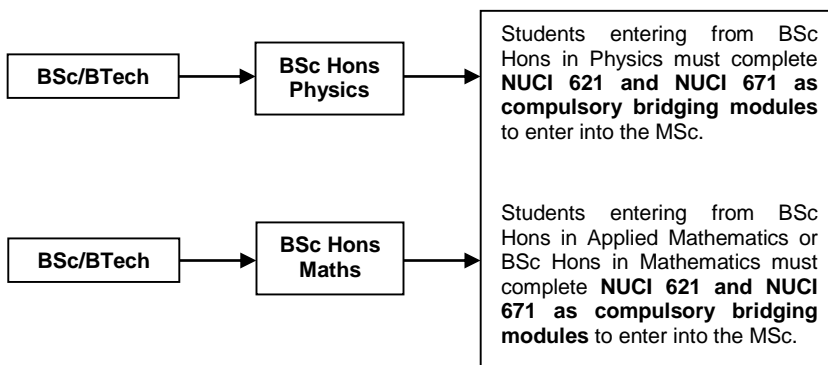 BSc/BTech
BSc Hons
Physics
Students entering from BSc
Hons in Physics must complete
NUCI 621 and NUCI 671 as
compulsory bridging modules
to enter into the MSc.
BSc/BTech
BSc Hons
Maths
Students entering from BSc
Hons in Applied Mathematics or
BSc Hons in Mathematics must
complete NUCI 621 and NUCI
671 as compulsory bridging
modules to enter into the MSc.